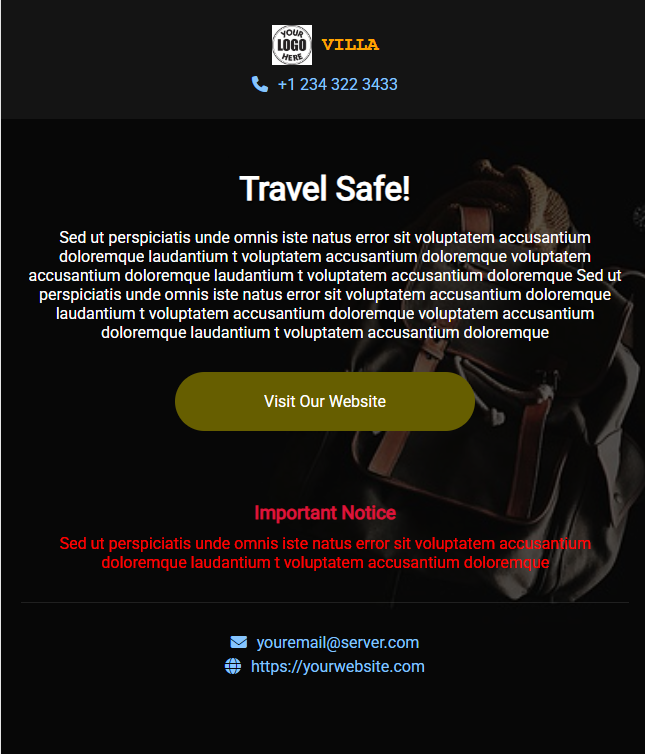 YOUR
LOGO
HERE
VILLA
+1 234 322 3433
Travel Safe!
Sed ut perspiciatis unde omnis iste natus error sit voluptatem accusantium
doloremque laudantium t voluptatem accusantium doloremque voluptatem
accusantium doloremque laudantium t voluptatem accusantium doloremque Sed ut
perspiciatis unde omnis iste natus error sit voluptatem accusantium doloremque
laudantium t voluptatem accusantium doloremque voluptatem accusantium
doloremque laudantium t voluptatem accusantium doloremque
Visit Our Website
Important Notice
Sed ut perspiciatis unde omnis iste natus error sit voluptatem accusantium
doloremque laudantium t voluptatem accusantium doloremque
youremail@server.com
https://yourwebsite.com